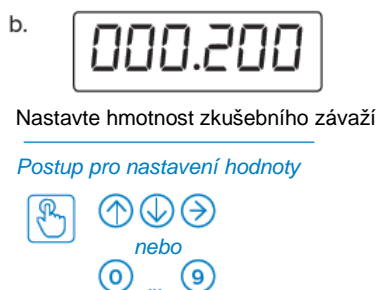 b.
000.200
Nastavte hmotnost zkušebního závaží
Postup pro nastavení hodnoty
nebo
0 ... 9